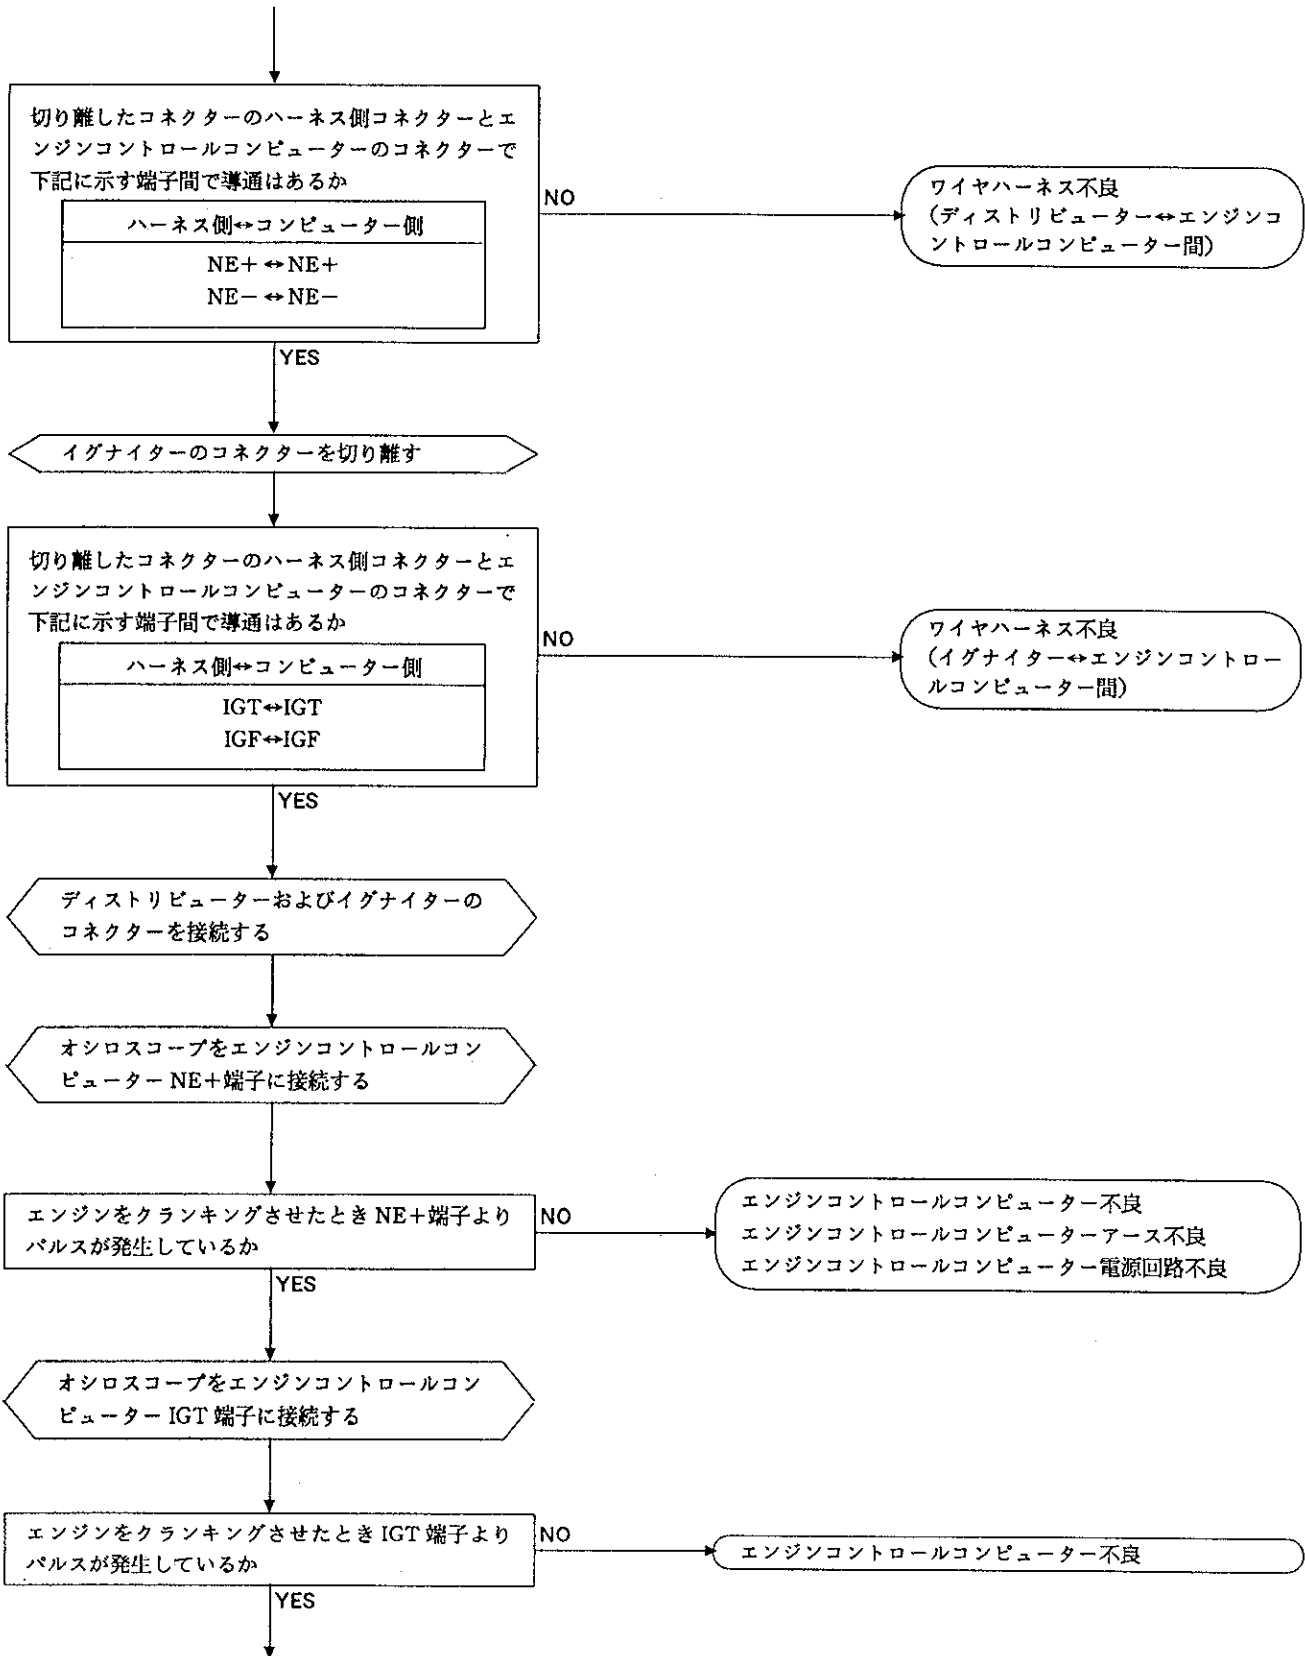 切り離したコネクターのハーネス側コネクターとエ
ンジンコントロールコンピューターのコネクターで
下記に示す端子間で導通はあるか
ハーネス側↔コンピューター側
NE+↔NE+
NE−↔NE−
NO
ワイヤハーネス不良
(ディストリビューター↔エンジンコ
ントロールコンピューター間)
YES
イグナイターのコネクターを切り離す
切り離したコネクターのハーネス側コネクターとエ
ンジンコントロールコンピューターのコネクターで
下記に示す端子間で導通はあるか
ハーネス側↔コンピューター側
IGT↔IGT
IGF↔IGF
NO
ワイヤハーネス不良
(イグナイター↔エンジンコントロー
ルコンピューター間)
YES
ディストリビューターおよびイグナイターの
コネクターを接続する
オシロスコープをエンジンコントロールコン
ピューター NE+端子に接続する
エンジンをクランキングさせたとき NE+端子より
パルスが発生しているか
NO
エンジンコントロールコンピューター不良
エンジンコントロールコンピューターアース不良
エンジンコントロールコンピューター電源回路不良
YES
オシロスコープをエンジンコントロールコン
ピューター IGT 端子に接続する
エンジンをクランキングさせたとき IGT 端子より
パルスが発生しているか
NO
エンジンコントロールコンピューター不良
YES